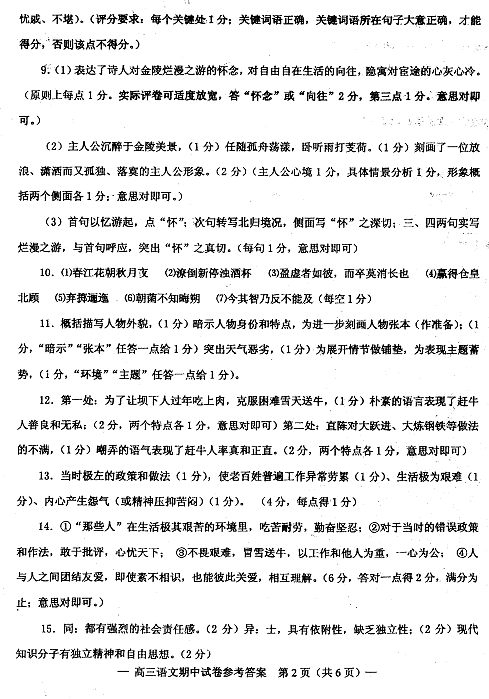 忧戚、不堪）。（评分要求：每个关键处1分；关键词语正确，关键词语所在句子大意正确，才能
得分，否则该点不得分。）
9．（1）表达了诗人对金陵烂漫之游的怀念，对自由自在生活的向往，隐寓对宦途的心灰心冷。
（原则上每点1分。实际评卷可适度放宽，答“怀念”或“向往”2分，第三点1分。意思对即
可。）
（2）主人公沉醉于金陵美景，（1分）任随孤舟荡漾，卧听雨打芰荷。（1分）刻画了一位放
浪、潇洒而又孤独、落寞的主人公形象。（2分）（主人公心境1分，具体情景分析1分，形象概
括两个侧面各1分；意思对即可。）
（3）首句以忆游起，点“怀”；次句转写北归境况，侧面写“怀”之深切；三、四两句实写
烂漫之游，与首句呼应，突出“怀”之真切。（每句1分，意思对即可）
10．⑴春江花朝秋月夜 ⑵潦倒新停浊酒杯 ⑶盈虚者如彼，而卒莫消长也 ⑷赢得仓皇
北顾 ⑸弃掷逦迤 ⑹朝菌不知晦朔 ⑺今其智乃反不能及（每空1分）
11．概括描写人物外貌，（1分）暗示人物身份和特点，为进一步刻画人物张本（作准备）；（1
分，“暗示”“张本”任答一点给1分）突出天气恶劣，（1分）为展开情节做铺垫，为表现主题蓄
势，（1分，“环境”“主题”任答一点给1分）。
12．第一处：为了让坝下人过年吃上肉，克服困难雪天送牛，（1分）朴素的语言表现了赶牛
人善良和无私；（2分，两个特点各1分，意思对即可）第二处：直陈对大跃进、大炼钢铁等做法
的不满，（1分）嘲弄的语气表现了赶牛人率真和正直。（2分，两个特点各1分，意思对即可）
13．当时极左的政策和做法（1分），使老百姓普遍工作异常劳累（1分）、生活极为艰难（1
分）、内心产生怨气（或精神压抑苦闷）（1分）。 （4分，每点得1分）
14．①“那些人”在生活极其艰苦的环境里，吃苦耐劳，勤奋坚忍；②对于当时的错误政策
和作法，敢于批评，心忧天下； ③不畏艰难，冒雪送牛，以工作和他人为重，一心为公； ④人
与人之间团结友爱，即使素不相识，也能彼此关爱，相互理解。（6分，答对一点得2分，满分为
止；意思对即可。）
15．同：都有强烈的社会责任感。（2分）异：士，具有依附性，缺乏独立性；（2分）现代
知识分子有独立精神和自由思想。（2分）
— 高三语文期中试卷参考答案 第2页（共6页）—